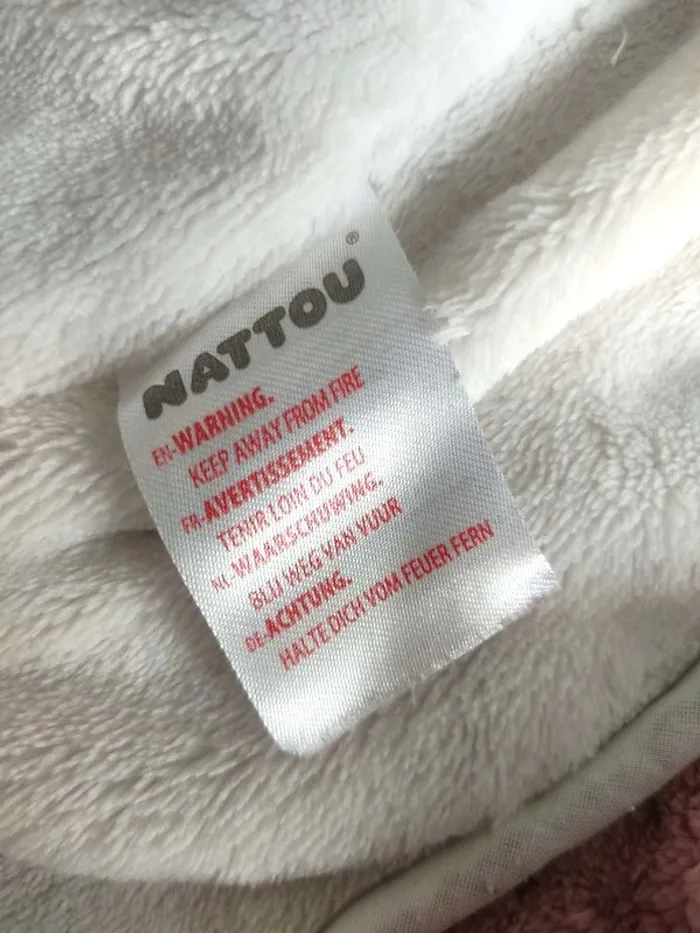 NATTOU®
EN-WARNING.
KEEP AWAY FROM FIRE
FR-AVERTISSEMENT.
TENIR LOIN DU FEU
NL-WAARSCHUWING.
BLIJ WEG VAN VUUR
DE-ACHTUNG.
HALTE DICH VOM FEUER FERN